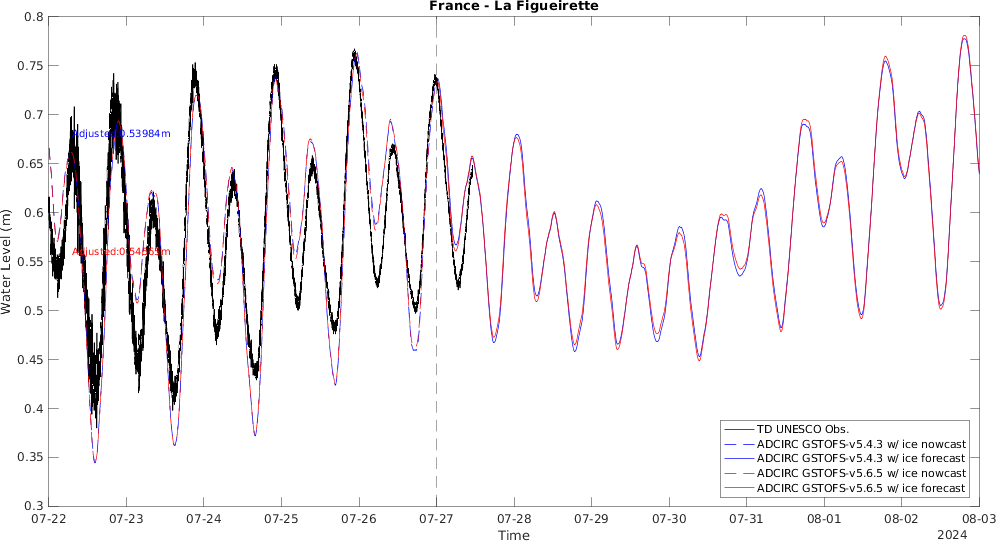 France - La Figueirette
Water Level (m)
0.8
0.75
0.7
0.65
0.6
0.55
0.5
0.45
0.4
0.35
0.3
Adjusted:0.53984m
TD UNESCO Obs.
ADCIRC GSTOFS-v5.4.3 w/ ice nowcast
ADCIRC GSTOFS-v5.4.3 w/ ice forecast
ADCIRC GSTOFS-v5.6.5 w/ ice nowcast
ADCIRC GSTOFS-v5.6.5 w/ ice forecast
07-22 07-23 07-24 07-25 07-26 07-27 07-28 07-29 07-30 07-31 08-01 08-02 08-03
Time
2024